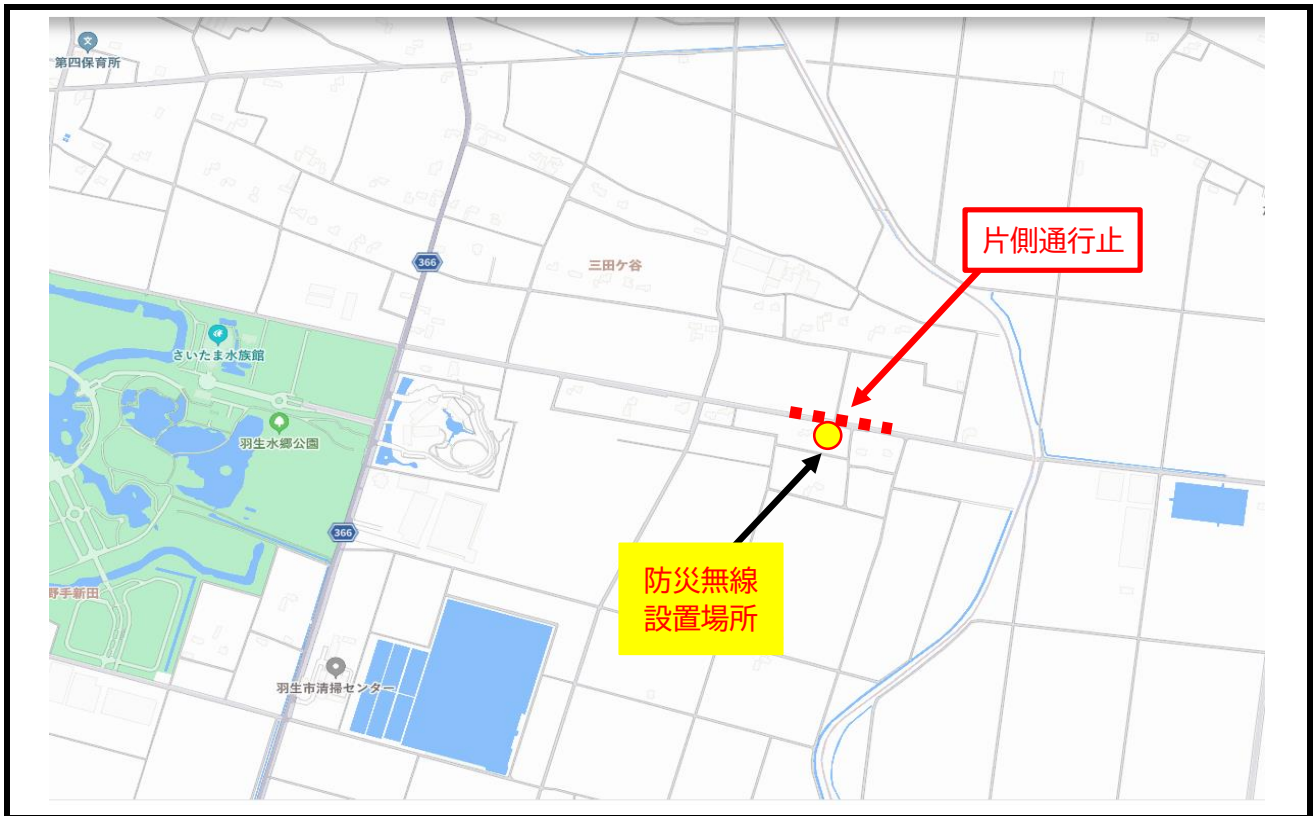 第四保育所
片側通行止
366
三田ケ谷
さいたま水族館
羽生水郷公園
366
防災無線
設置場所
野手新田
羽生市清掃センター